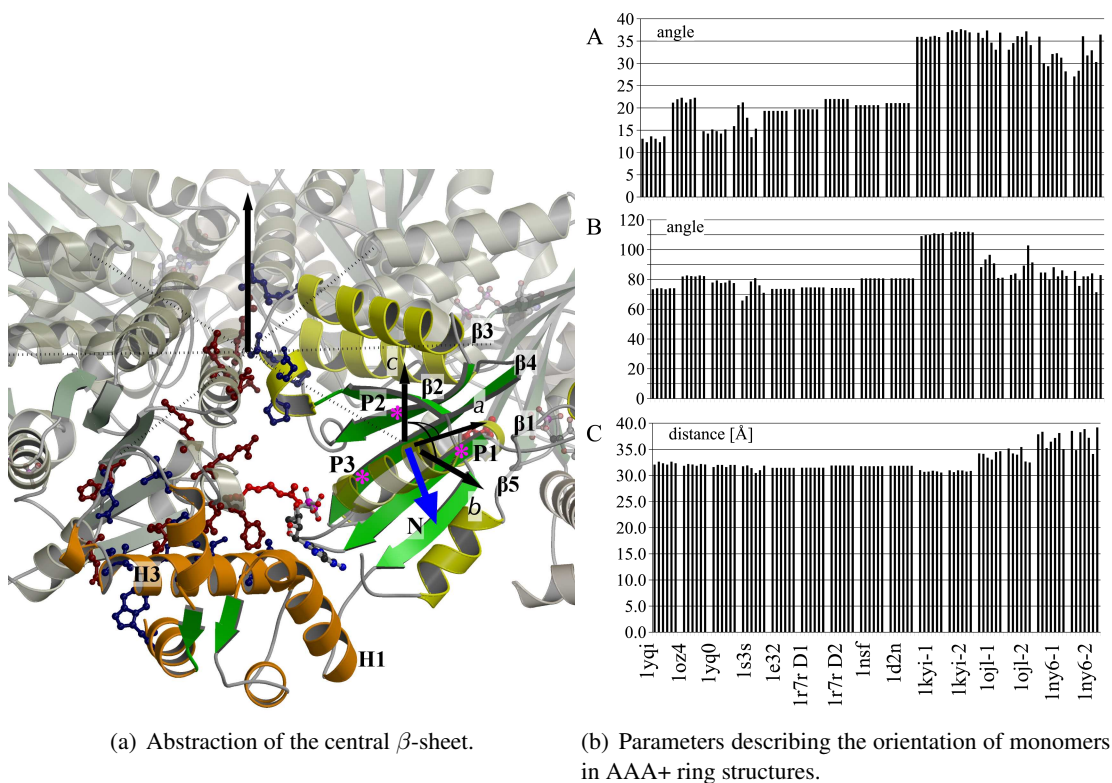 c
β3
β4
β2
P2
a
β1
P1
P3
β5
b
N
H3
H1
A
angle
40
35
30
25
20
15
10
5
0
B
angle
120
100
80
60
40
20
0
C
distance [Å]
40.0
35.0
30.0
25.0
20.0
15.0
10.0
5.0
0.0
1yqi
1oz4
1yq0
1s3s
1e32
1r7r D1
1r7r D2
1nsf
1d2n
1kyi-1
1kyi-2
1ojl-1
1ojl-2
1ny6-1
1ny6-2
(a) Abstraction of the central β-sheet.
(b) Parameters describing the orientation of monomers
in AAA+ ring structures.